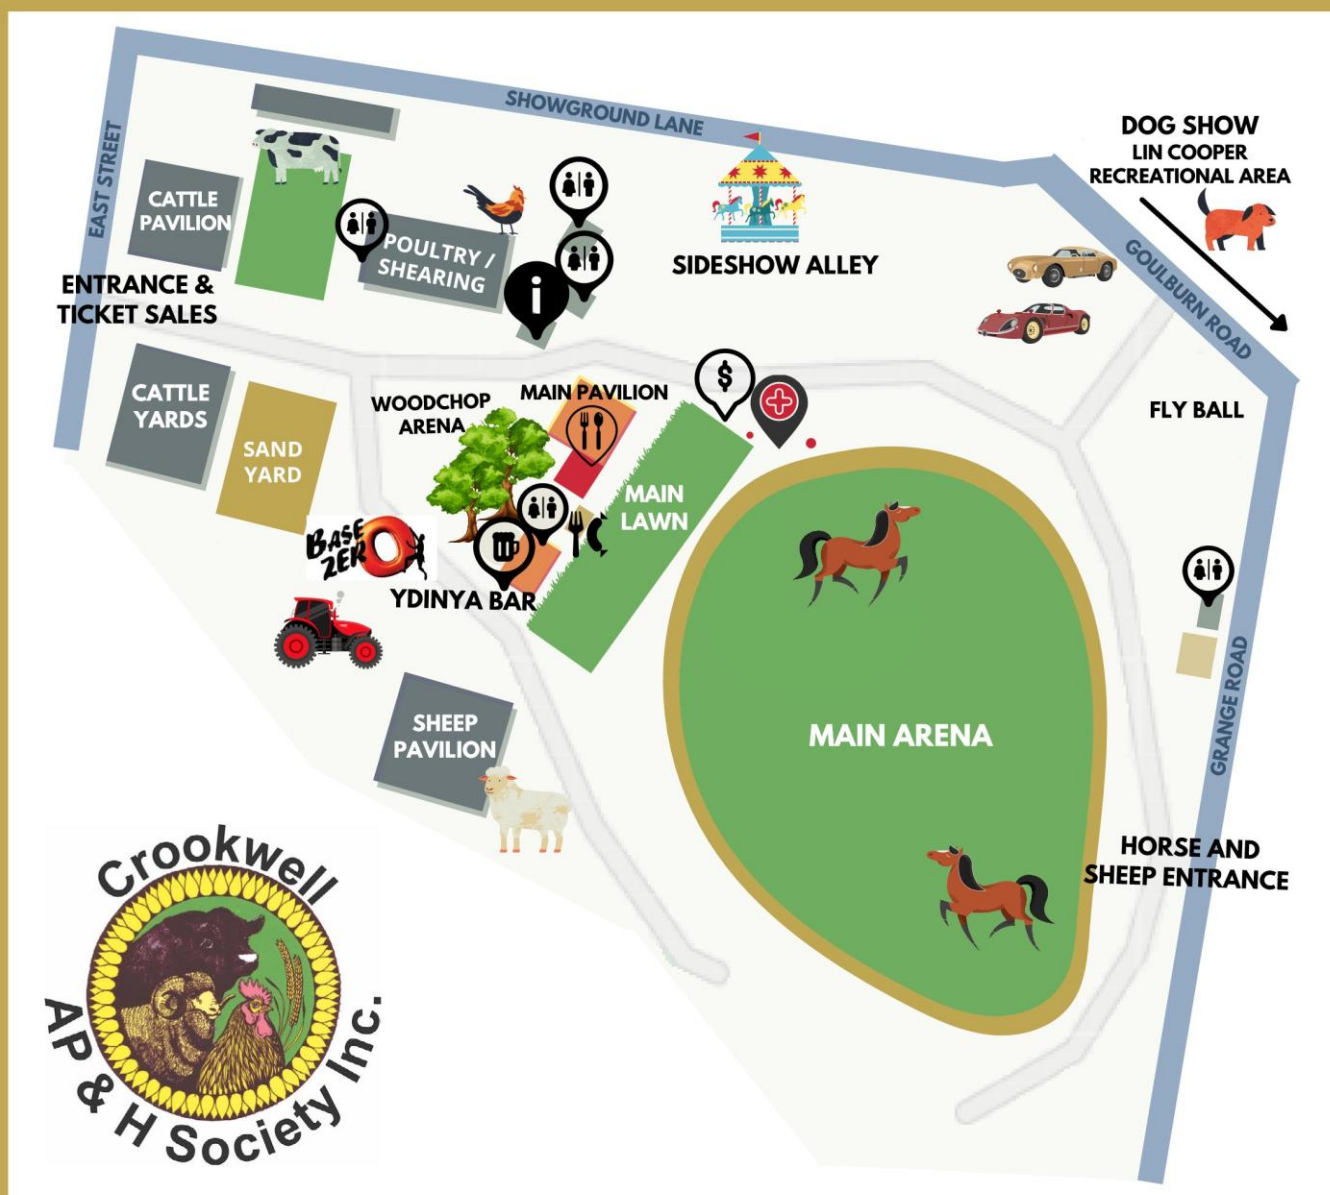 SHOWGROUND LANE
EAST STREET
DOG SHOW
LIN COOPER
RECREATIONAL AREA
CATTLE
PAVILION
POULTRY /
SHEARING
i
SIDESHOW ALLEY
GOULBURN ROAD
ENTRANCE &
TICKET SALES
CATTLE
YARDS
SAND
YARD
WOODCHOP
ARENA
MAIN PAVILION
$
FLY BALL
MAIN
LAWN
BASE
ZERO
YDINYA BAR
SHEEP
PAVILION
MAIN ARENA
GRANGE ROAD
HORSE AND
SHEEP ENTRANCE
Crookwell
AP & H Society Inc.